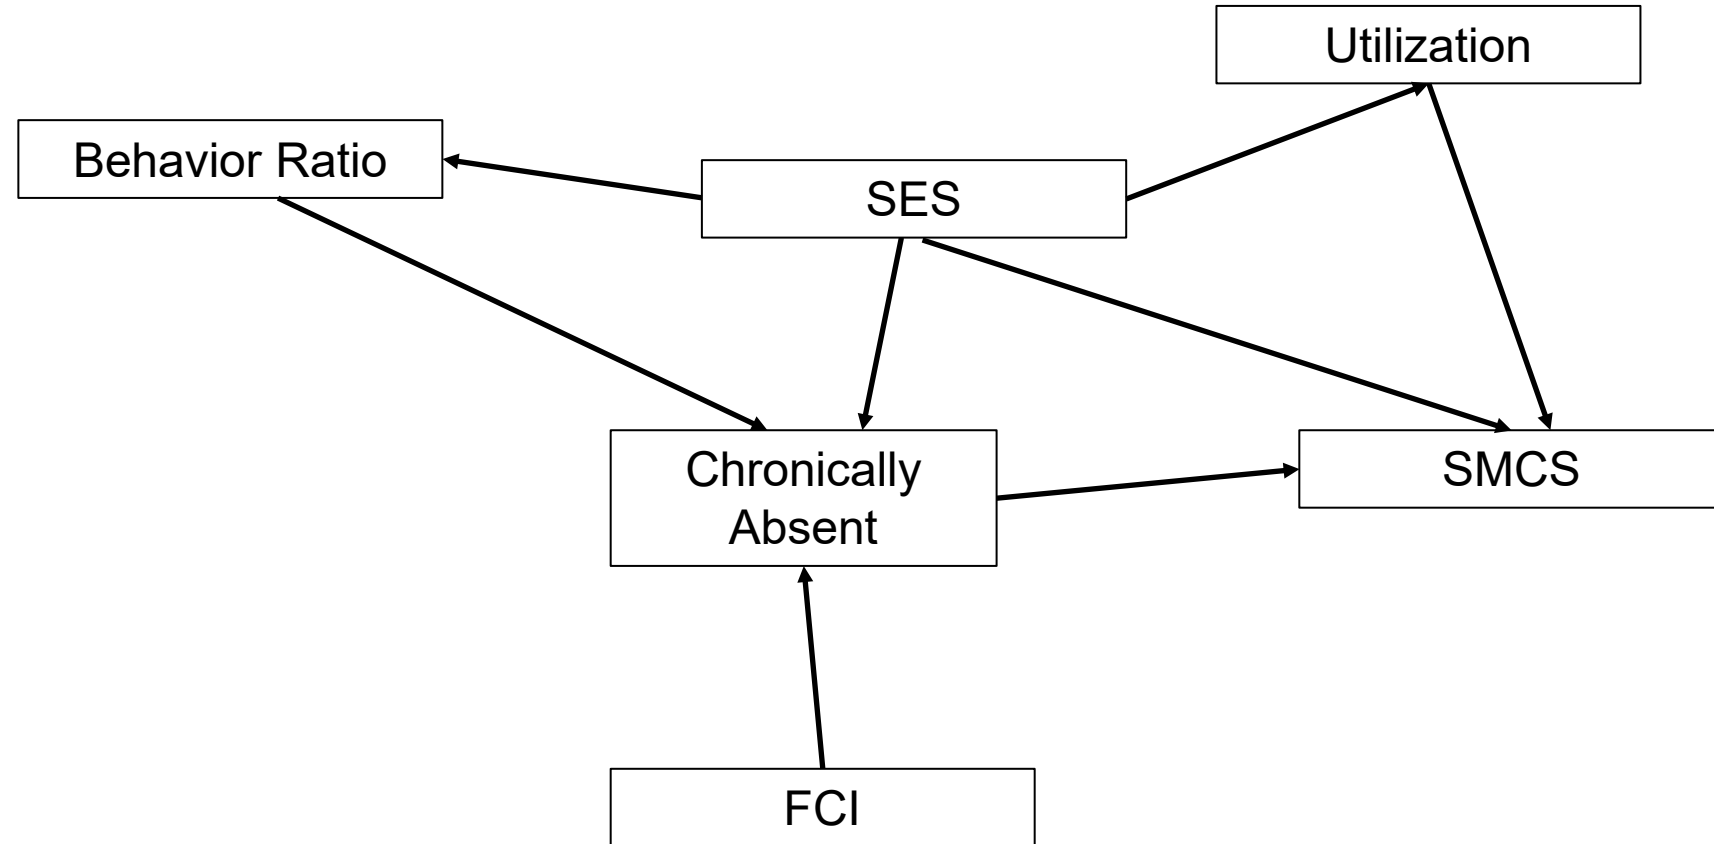 Utilization
Behavior Ratio
SES
Chronically
Absent
SMCS
FCI